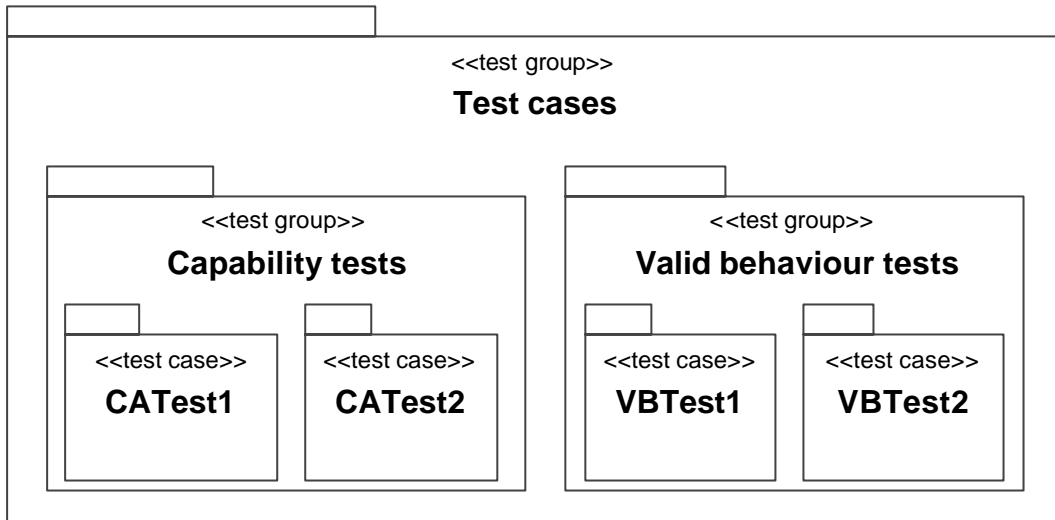 <<test group>>
Test cases
<<test group>>
Capability tests
<<test case>>
CATest1
<<test case>>
CATest2
<<test group>>
Valid behaviour tests
<<test case>>
VBTest1
<<test case>>
VBTest2